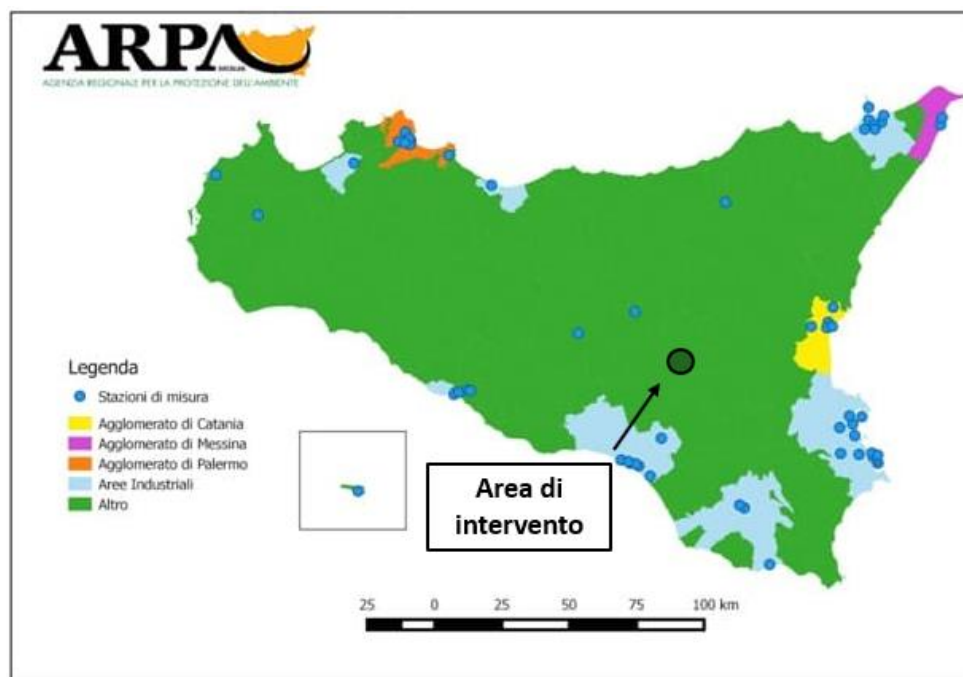 ARPA
SICILIA
AGENZIA REGIONALE PER LA PROTEZIONE DELL'AMBIENTE
Legenda
Stazioni di misura
Agglomerato di Catania
Agglomerato di Messina
Agglomerato di Palermo
Aree Industriali
Altro
Area di
intervento
25 0 25 50 75 100 km